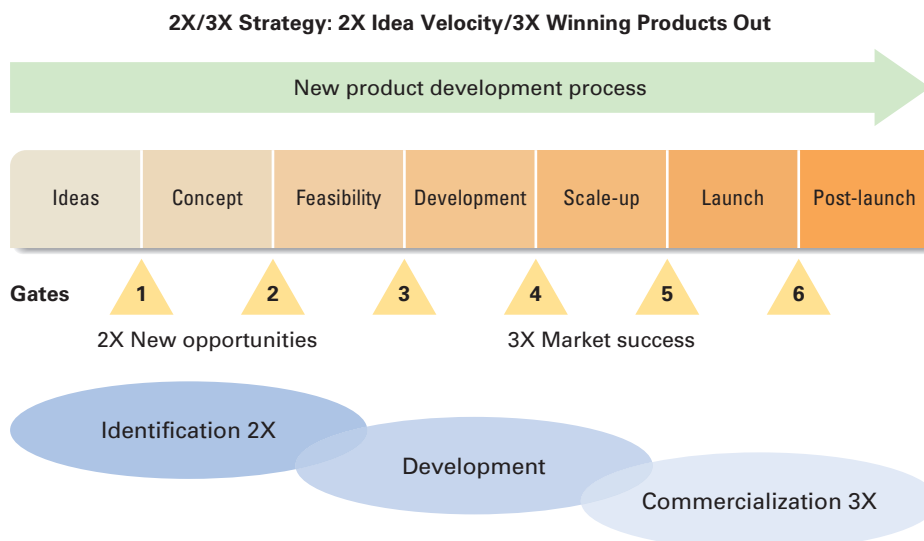 2X/3X Strategy: 2X Idea Velocity/3X Winning Products Out
New product development process
Ideas Concept Feasibility Development Scale-up Launch Post-launch
Gates 1 2 3 4 5 6
2X New opportunities 3X Market success
Identification 2X
Development
Commercialization 3X